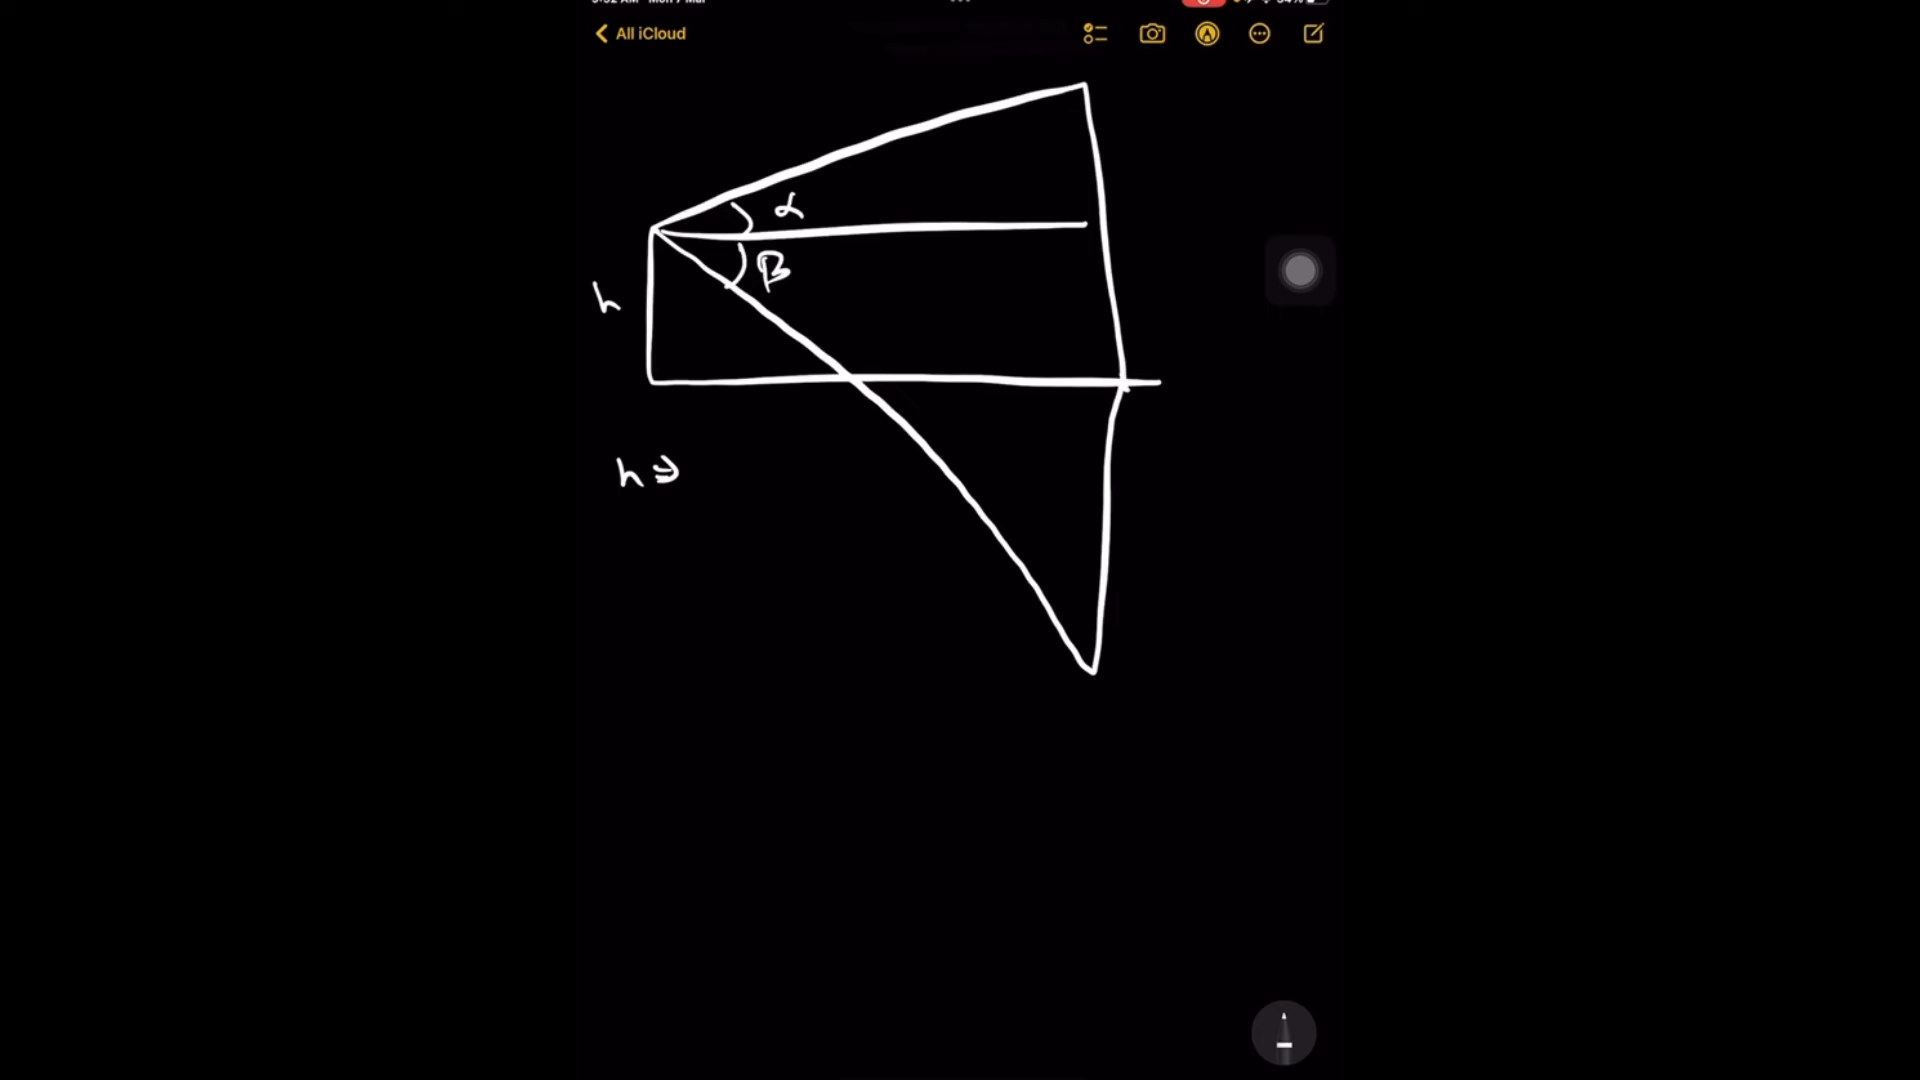 All iCloud
α
β
h
h ⇒